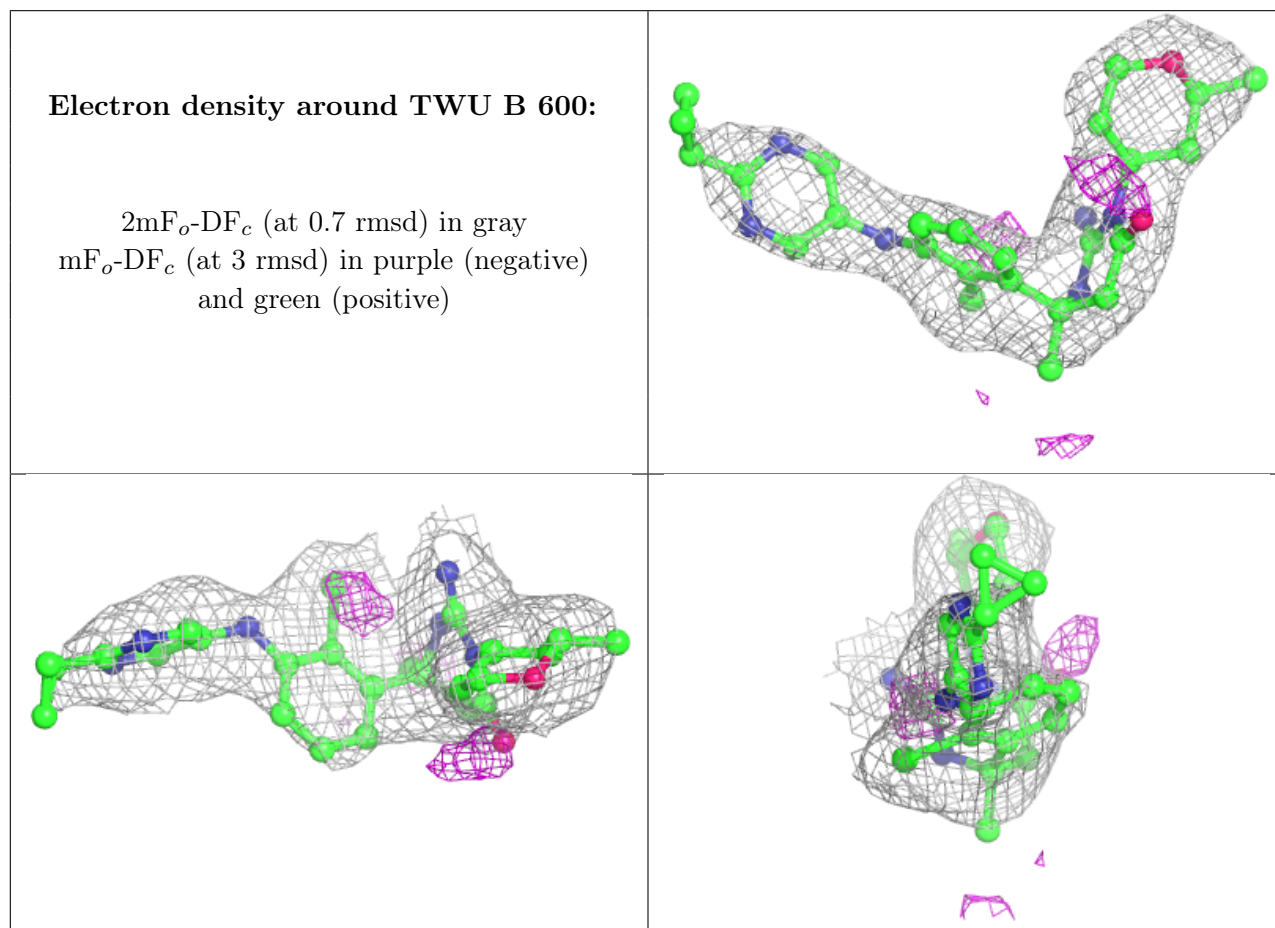 Electron density around TWU B 600:
2mFo-DFc (at 0.7 rmsd) in gray
mFo-DFc (at 3 rmsd) in purple (negative)
and green (positive)